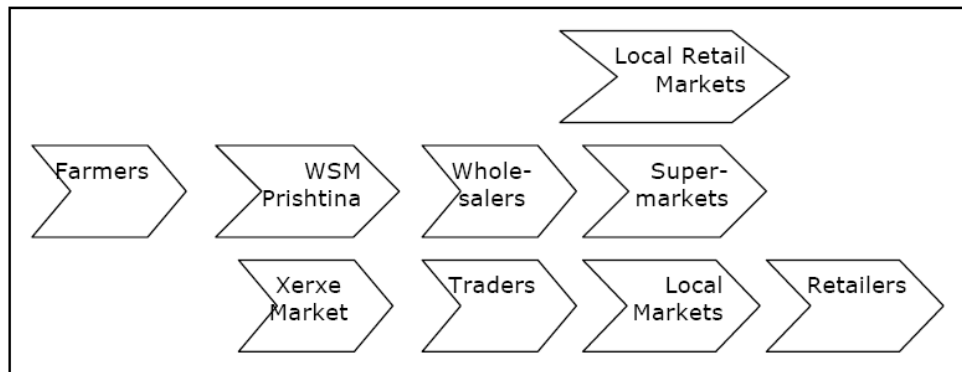 Local Retail
Markets
Farmers
WSM
Prishtina
Whole-
salers
Super-
markets
Xerxe
Market
Traders
Local
Markets
Retailers